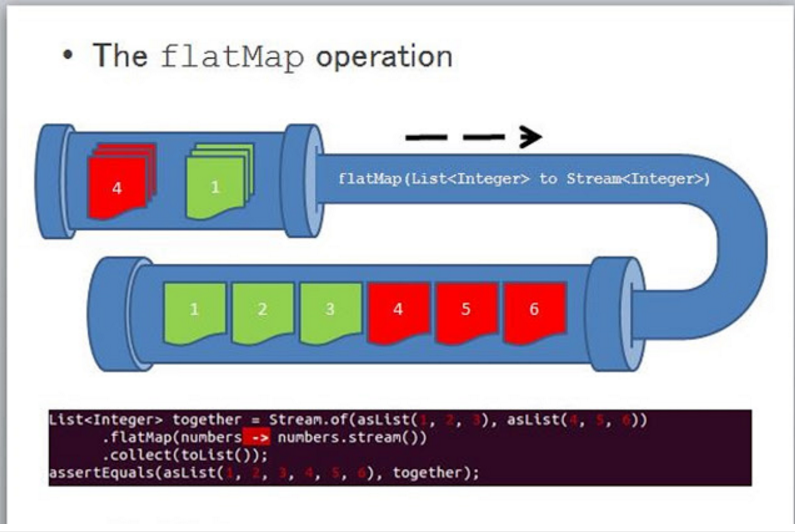 • The flatMap operation
4 1
flatMap(List<Integer> to Stream<Integer>)
1 2 3 4 5 6
List<Integer> together = Stream.of(asList(1, 2, 3), asList(4, 5, 6))
.flatMap(numbers -> numbers.stream())
.collect(toList());
assertEquals(asList(1, 2, 3, 4, 5, 6), together);